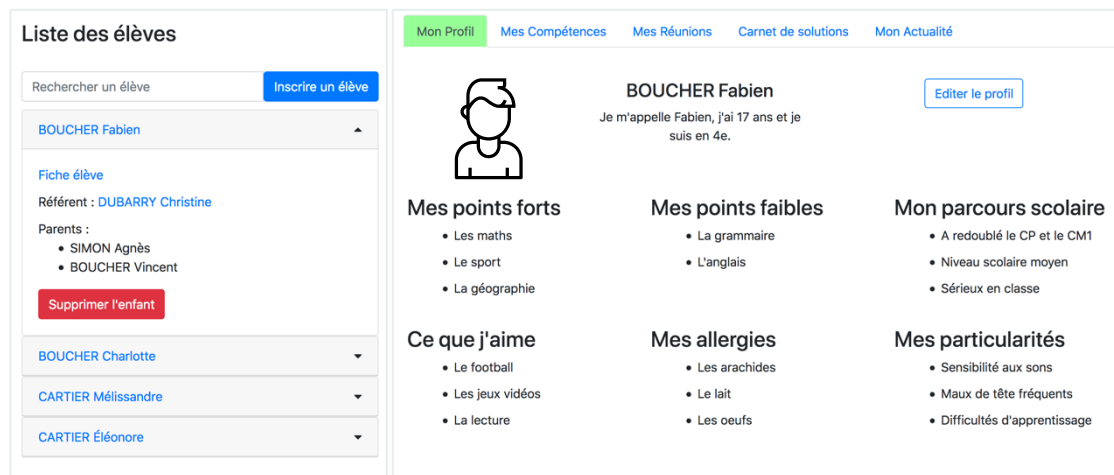 Liste des élèves
Rechercher un élève
Inscrire un élève
BOUCHER Fabien
Fiche élève
Référent : DUBARRY Christine
Parents :
SIMON Agnès
BOUCHER Vincent
Supprimer l'enfant
BOUCHER Charlotte
CARTIER Mélissandre
CARTIER Éléonore
Mon Profil
Mes Compétences
Mes Réunions
Carnet de solutions
Mon Actualité
BOUCHER Fabien
Je m'appelle Fabien, j'ai 17 ans et je
suis en 4e.
Editer le profil
Mes points forts
Les maths
Le sport
La géographie
Mes points faibles
La grammaire
L'anglais
Mon parcours scolaire
A redoublé le CP et le CM1
Niveau scolaire moyen
Sérieux en classe
Ce que j'aime
Le football
Les jeux vidéos
La lecture
Mes allergies
Les arachides
Le lait
Les oeufs
Mes particularités
Sensibilité aux sons
Maux de tête fréquents
Difficultés d'apprentissage